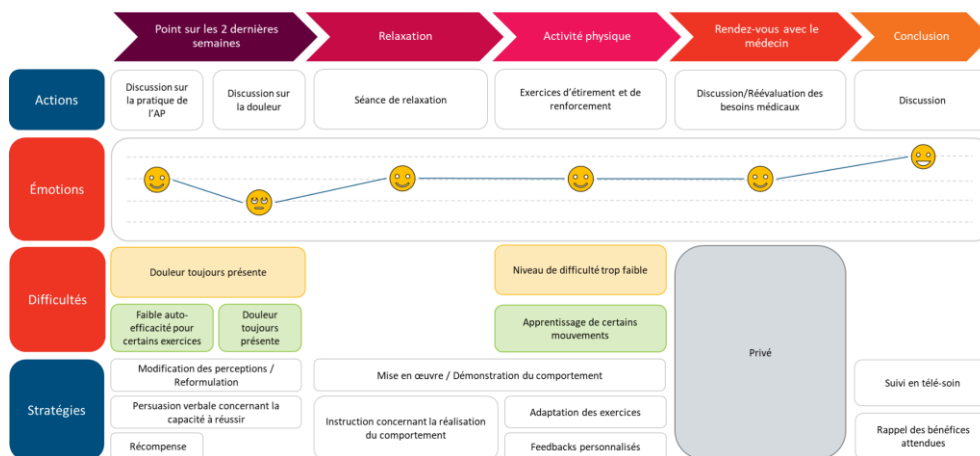 Point sur les 2 dernières
semaines
Relaxation
Activité physique
Rendez-vous avec le
médecin
Conclusion
Actions
Discussion sur
la pratique de
l'AP
Discussion sur
la douleur
Séance de relaxation
Exercices d'étirement et de
renforcement
Discussion/Réévaluation des
besoins médicaux
Discussion
Émotions
Difficultés
Douleur toujours présente
Niveau de difficulté trop faible
Faible auto-
efficacité pour
certains exercices
Douleur
toujours
présente
Apprentissage de certains
mouvements
Privé
Stratégies
Modification des perceptions /
Reformulation
Mise en œuvre / Démonstration du comportement
Suivi en télé-soin
Persuasion verbale concernant la
capacité à réussir
Instruction concernant la réalisation
du comportement
Adaptation des exercices
Rappel des bénéfices
attendues
Récompense
Feedbacks personnalisés